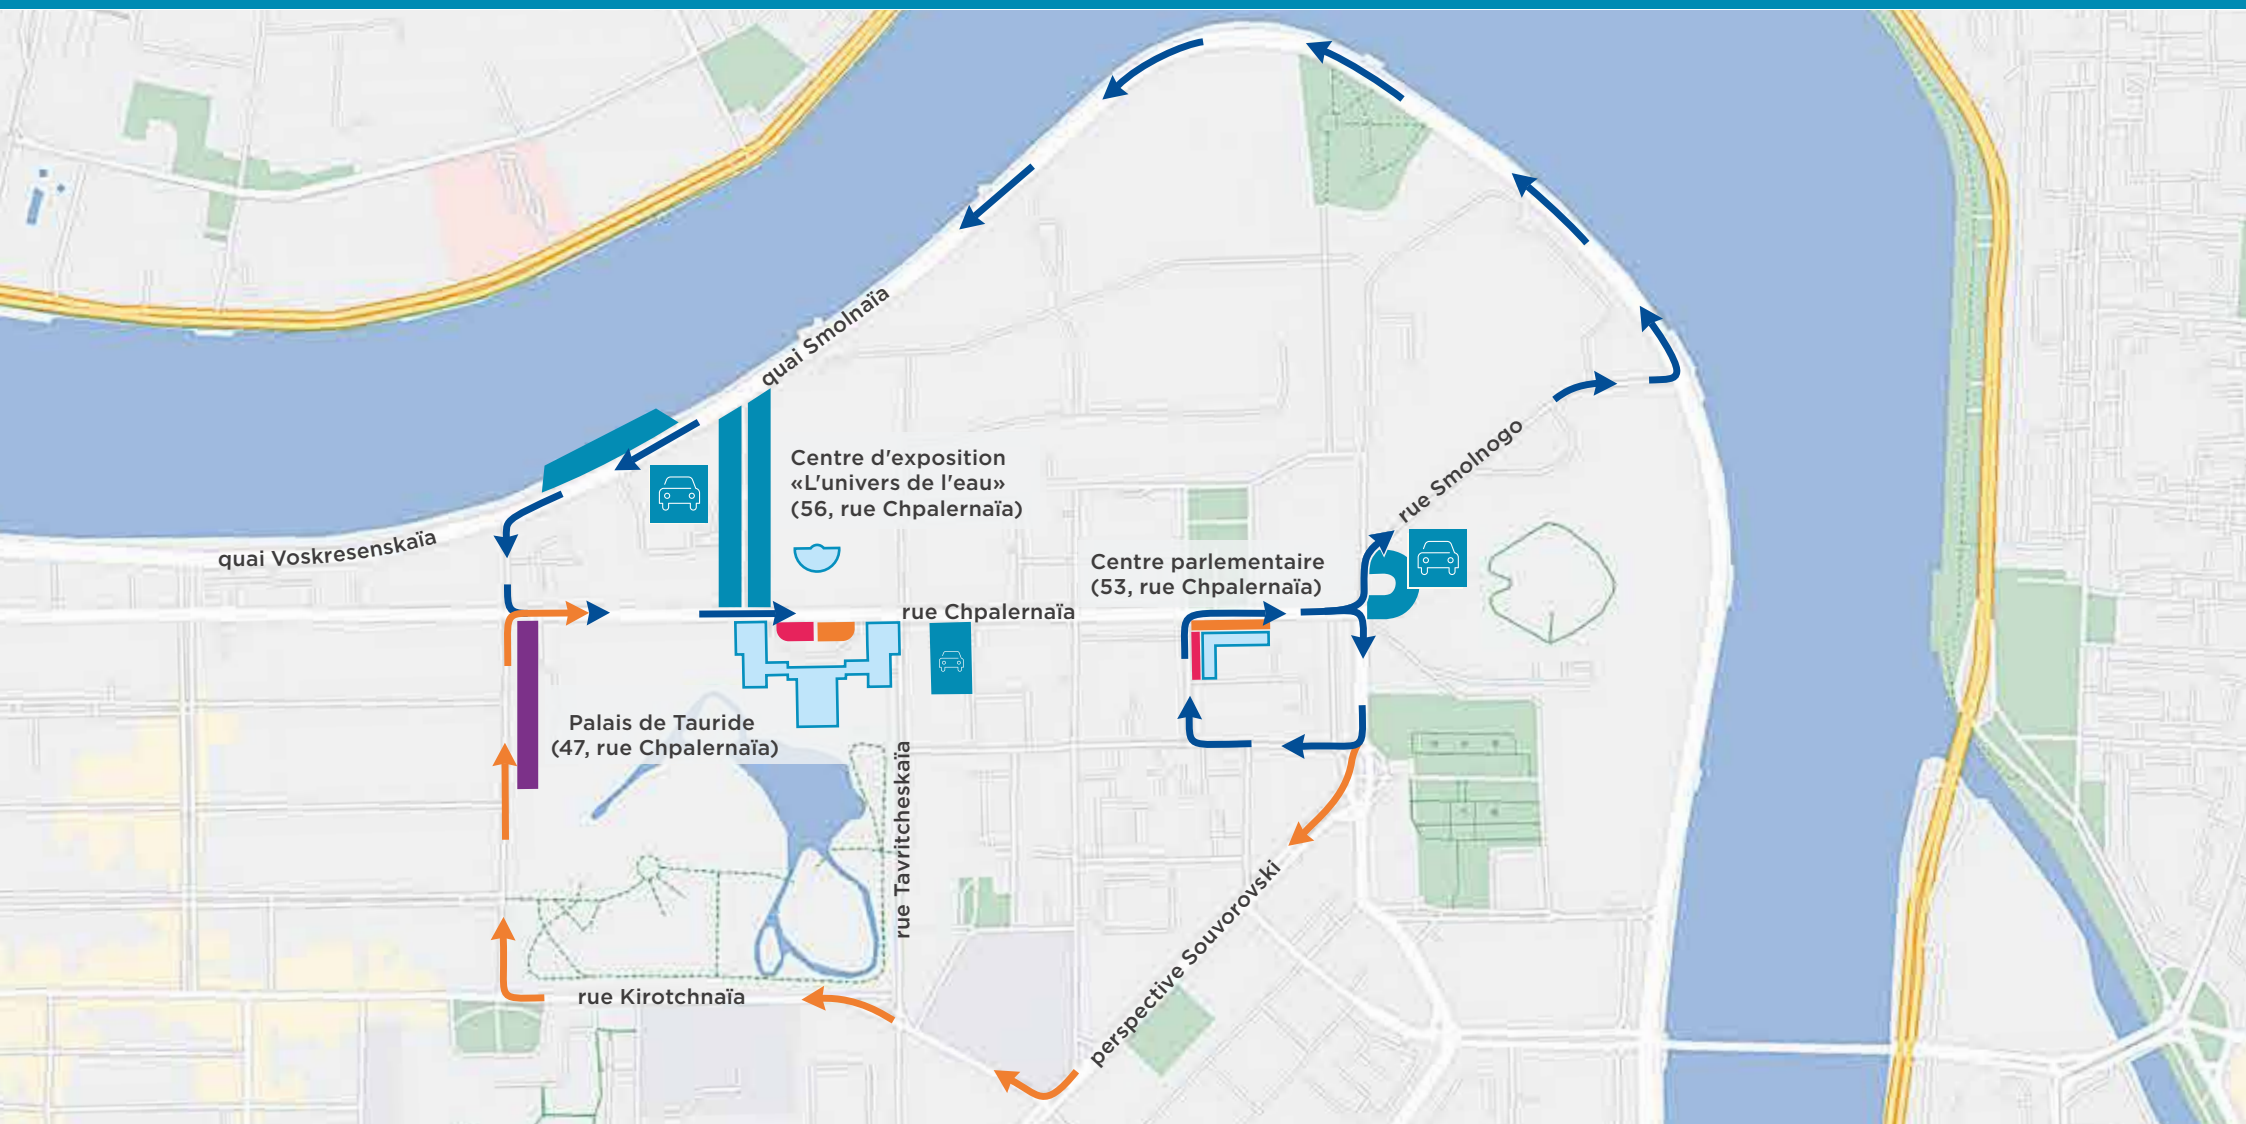 quai Smolnaïa
Centre d'exposition
«L'univers de l'eau»
(56, rue Chpalernaïa)
rue Smolnogo
quai Voskresenskaïa
Centre parlementaire
(53, rue Chpalernaïa)
rue Chpalernaïa
Palais de Tauride
(47, rue Chpalernaïa)
rue Tavritcheskaïa
perspective Souvorovski
rue Kirotchnaïa